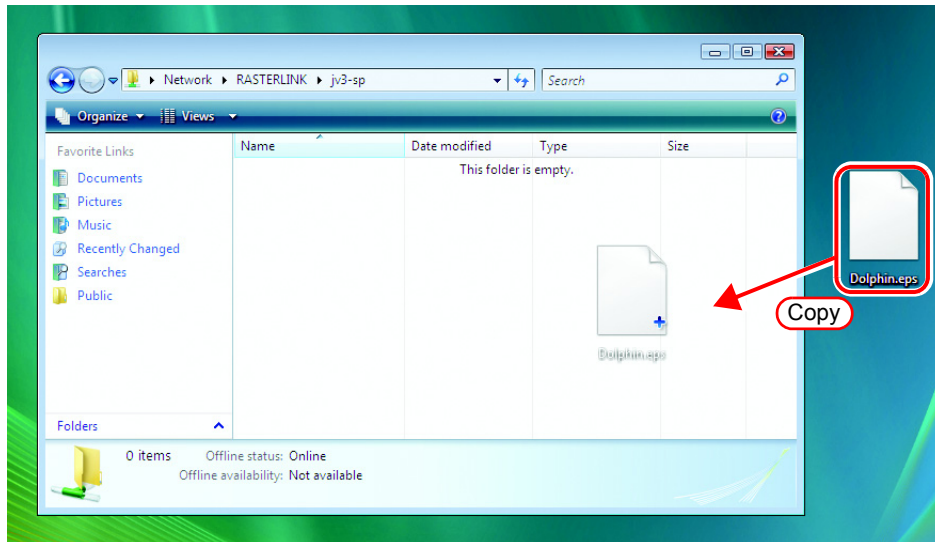 Network ▸ RASTERLINK ▸ jv3-sp
Search
Organize Views
Favorite Links
Documents
Pictures
Music
Recently Changed
Searches
Public
Folders
Name Date modified Type Size
This folder is empty.
Dolphin.eps
Dolphin.eps
Copy
0 items Offline status: Online
Offline availability: Not available